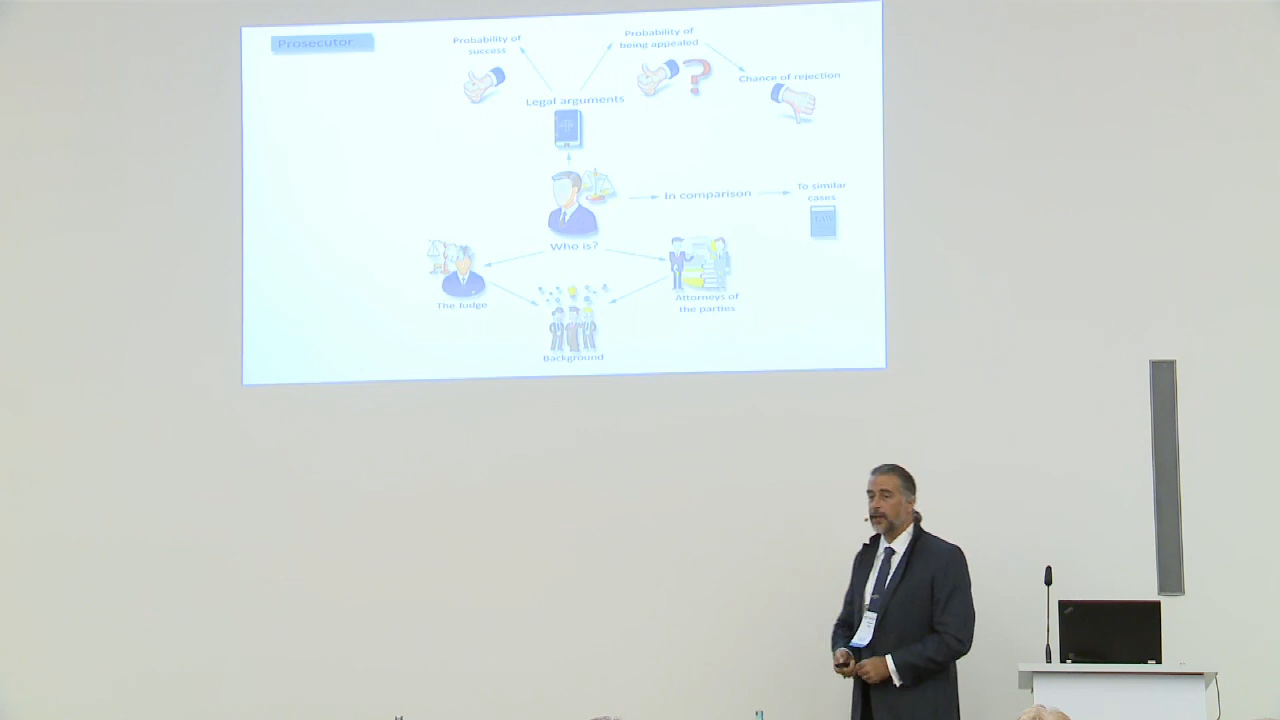 Prosecutor
Probability of
success
Probability of
being appealed
Chance of rejection
Legal arguments
In comparison
To similar
cases
LAW
Who is?
The Judge
Attorneys of
the parties
Background